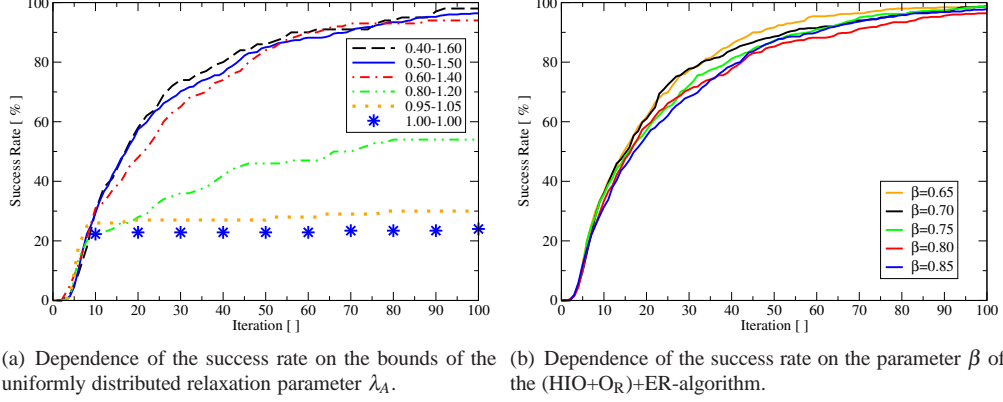 Success Rate [ % ]
100
80
60
40
20
0
0 10 20 30 40 50 60 70 80 90 100
Iteration [ ]
0.40-1.60
0.50-1.50
0.60-1.40
0.80-1.20
0.95-1.05
1.00-1.00
(a) Dependence of the success rate on the bounds of the
uniformly distributed relaxation parameter λ_A.
Success Rate [ % ]
100
80
60
40
20
0
0 10 20 30 40 50 60 70 80 90 100
Iteration [ ]
β=0.65
β=0.70
β=0.75
β=0.80
β=0.85
(b) Dependence of the success rate on the parameter β of
the (HIO+O_R)+ER-algorithm.